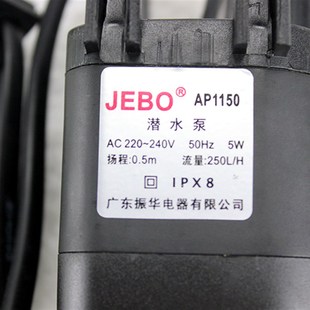 JEBO® AP1150
潜水泵
AC 220~240V 50Hz 5W
扬程:0.5m 流量:250L/H
IPX8
广东振华电器有限公司